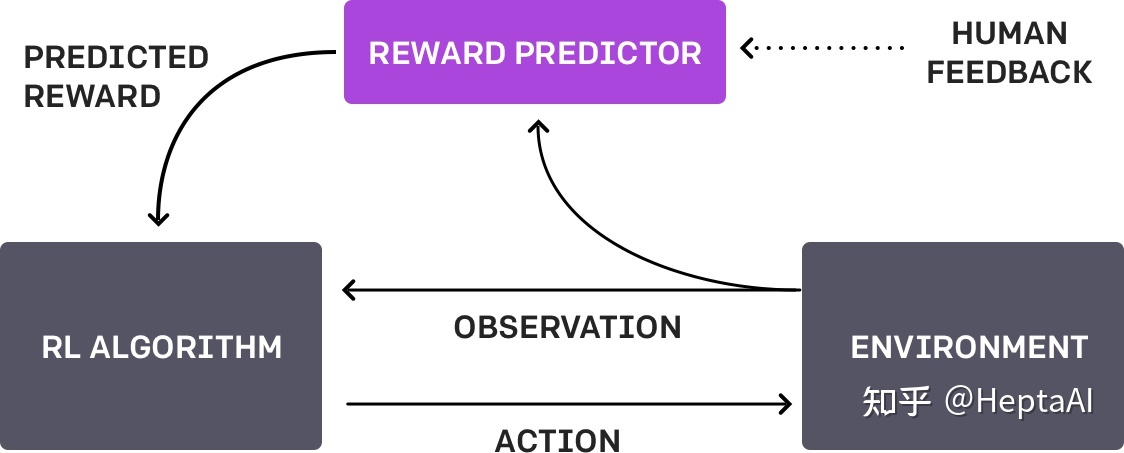 PREDICTED
REWARD
REWARD PREDICTOR
HUMAN
FEEDBACK
RL ALGORITHM
OBSERVATION
ACTION
ENVIRONMENT
知乎 @HeptaAI